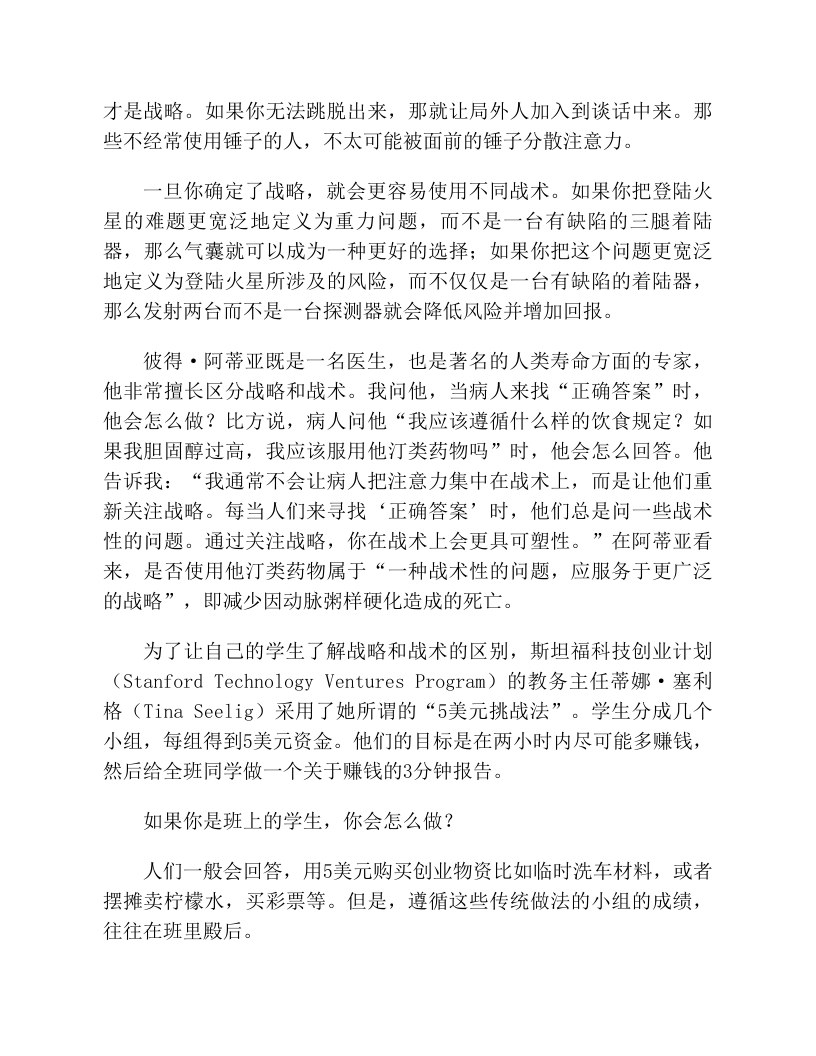 才是战略。如果你无法跳脱出来，那就让局外人加入到谈话中来。那
些不经常使用锤子的人，不太可能被面前的锤子分散注意力。
一旦你确定了战略，就会更容易使用不同战术。如果你把登陆火
星的难题更宽泛地定义为重力问题，而不是一台有缺陷的三腿着陆
器，那么气囊就可以成为一种更好的选择；如果你把这个问题更宽泛
地定义为登陆火星所涉及的风险，而不仅仅是一台有缺陷的着陆器，
那么发射两台而不是一台探测器就会降低风险并增加回报。
彼得·阿蒂亚既是一名医生，也是著名的人类寿命方面的专家，
他非常擅长区分战略和战术。我问他，当病人来找“正确答案”时，
他会怎么做？比方说，病人问他“我应该遵循什么样的饮食规定？如
果我胆固醇过高，我应该服用他汀类药物吗”时，他会怎么回答。他
告诉我：“我通常不会让病人把注意力集中在战术上，而是让他们重
新关注战略。每当人们来寻找‘正确答案’时，他们总是问一些战术
性的问题。通过关注战略，你在战术上会更具可塑性。”在阿蒂亚看
来，是否使用他汀类药物属于“一种战术性的问题，应服务于更广泛
的战略”，即减少因动脉粥样硬化造成的死亡。
为了让自己的学生了解战略和战术的区别，斯坦福科技创业计划
（Stanford Technology Ventures Program）的教务主任蒂娜·塞利
格（Tina Seelig）采用了她所谓的“5美元挑战法”。学生分成几个
小组，每组得到5美元资金。他们的目标是在两小时内尽可能多赚钱，
然后给全班同学做一个关于赚钱的3分钟报告。
如果你是班上的学生，你会怎么做？
人们一般会回答，用5美元购买创业物资比如临时洗车材料，或者
摆摊卖柠檬水，买彩票等。但是，遵循这些传统做法的小组的成绩，
往往在班里殿后。